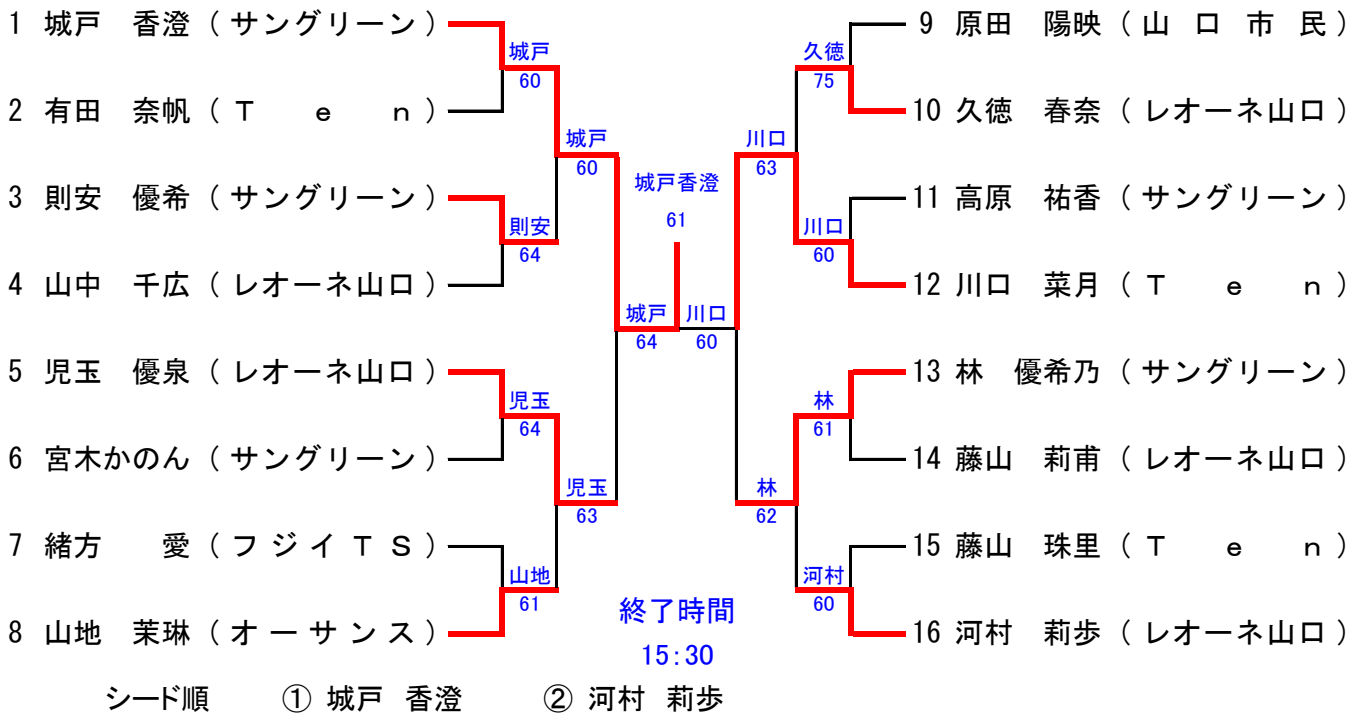 1 城戸　香澄 ( サングリーン )
2 有田　奈帆 ( Ｔ　ｅ　ｎ )
3 則安　優希 ( サングリーン )
4 山中　千広 ( レオーネ山口 )
5 児玉　優泉 ( レオーネ山口 )
6 宮木かのん ( サングリーン )
7 緒方　　愛 ( フジイＴＳ )
8 山地　茉琳 ( オーサンス )
城戸
60
則安
64
児玉
64
山地
61
城戸
60
児玉
63
城戸
64
城戸香澄
61
川口
60
川口
63
林
62
久徳
75
川口
60
林
61
河村
60
9 原田　陽映 ( 山口市民 )
10 久徳　春奈 ( レオーネ山口 )
11 高原　祐香 ( サングリーン )
12 川口　菜月 ( Ｔ　ｅ　ｎ )
13 林　優希乃 ( サングリーン )
14 藤山　莉甫 ( レオーネ山口 )
15 藤山　珠里 ( Ｔ　ｅ　ｎ )
16 河村　莉歩 ( レオーネ山口 )
終了時間
15:30
シード順　① 城戸　香澄　② 河村　莉歩